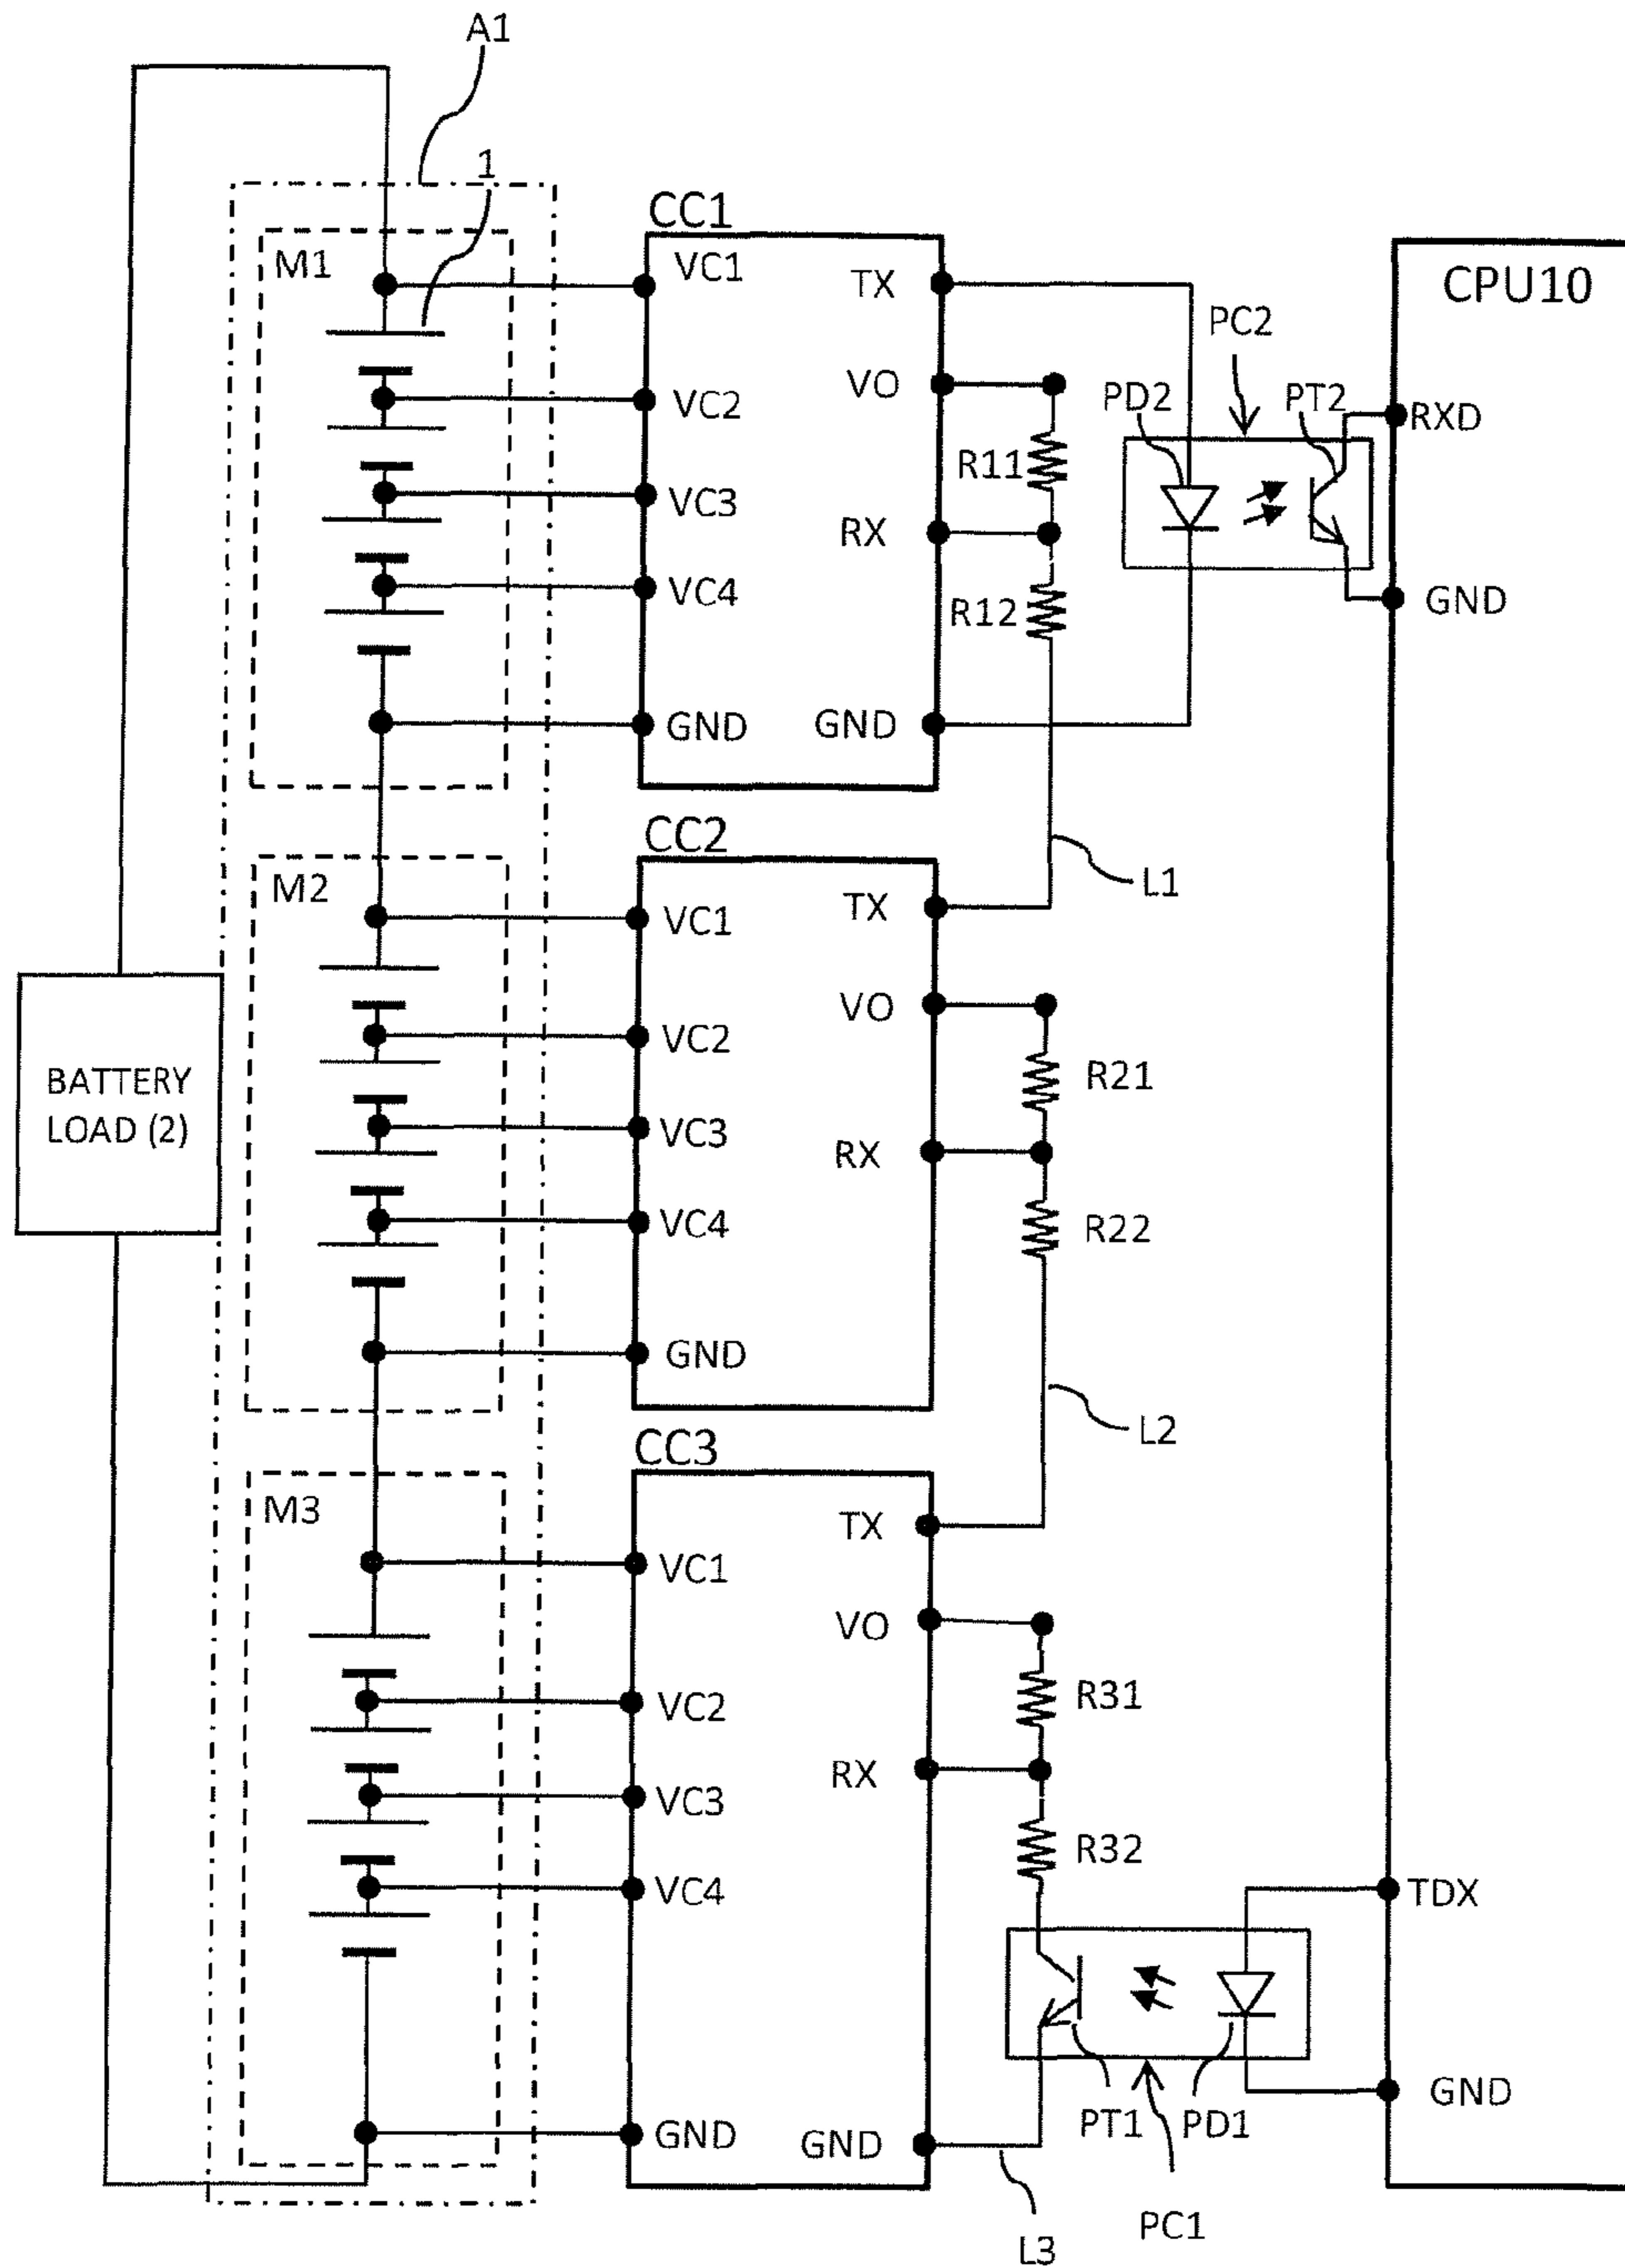 A1
1
CC1
M1
VC1
TX
CPU10
PC2
VC2
VO
PD2
PT2
RXD
R11
VC3
RX
VC4
R12
GND
GND
GND
CC2
M2
VC1
TX
L1
VO
VC2
R21
BATTERY
LOAD (2)
VC3
RX
VC4
R22
GND
L2
CC3
M3
TX
VC1
VO
VC2
R31
RX
VC3
R32
VC4
TDX
GND
GND
GND
PT1
PD1
L3
PC1